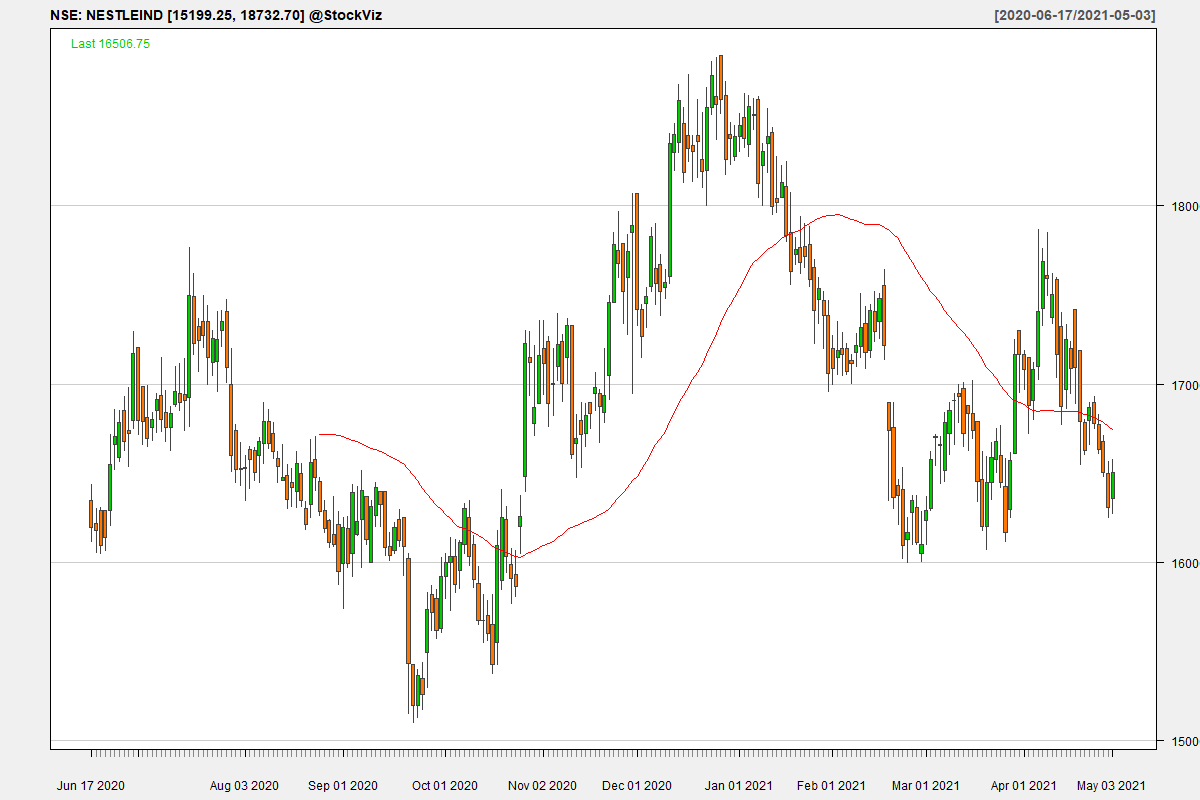 NSE: NESTLEIND [15199.25, 18732.70] @StockViz [2020-06-17/2021-05-03]
Last 16506.75
1800
1700
1600
1500
Jun 17 2020 Aug 03 2020 Sep 01 2020 Oct 01 2020 Nov 02 2020 Dec 01 2020 Jan 01 2021 Feb 01 2021 Mar 01 2021 Apr 01 2021 May 03 2021